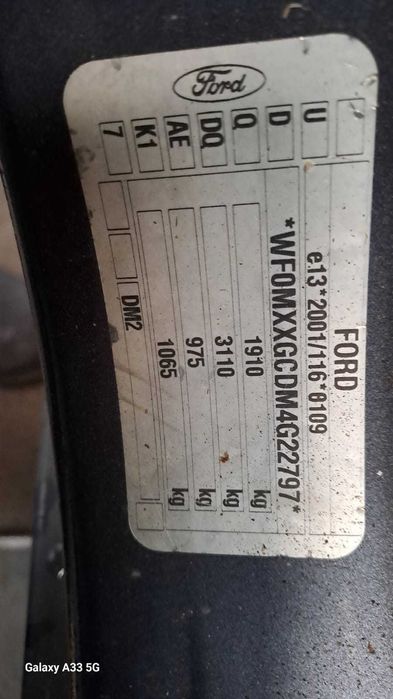 Ford
FORD
e13*2001/116*0109
*WF0MXXGCDM4G22797*
1910 kg
3110 kg
975 kg
1065 kg
DM2
U
D
Q
DQ
AE
K1
7
Galaxy A33 5G